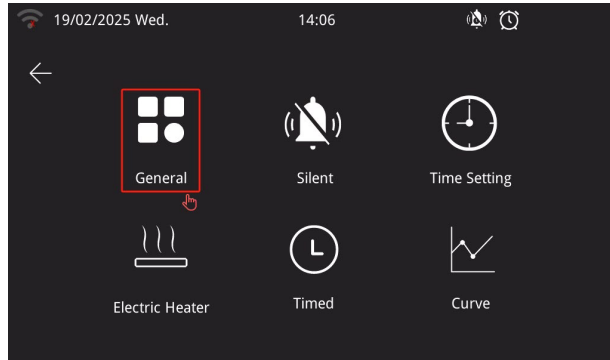 19/02/2025 Wed. 14:06
General Silent Time Setting
Electric Heater Timed Curve